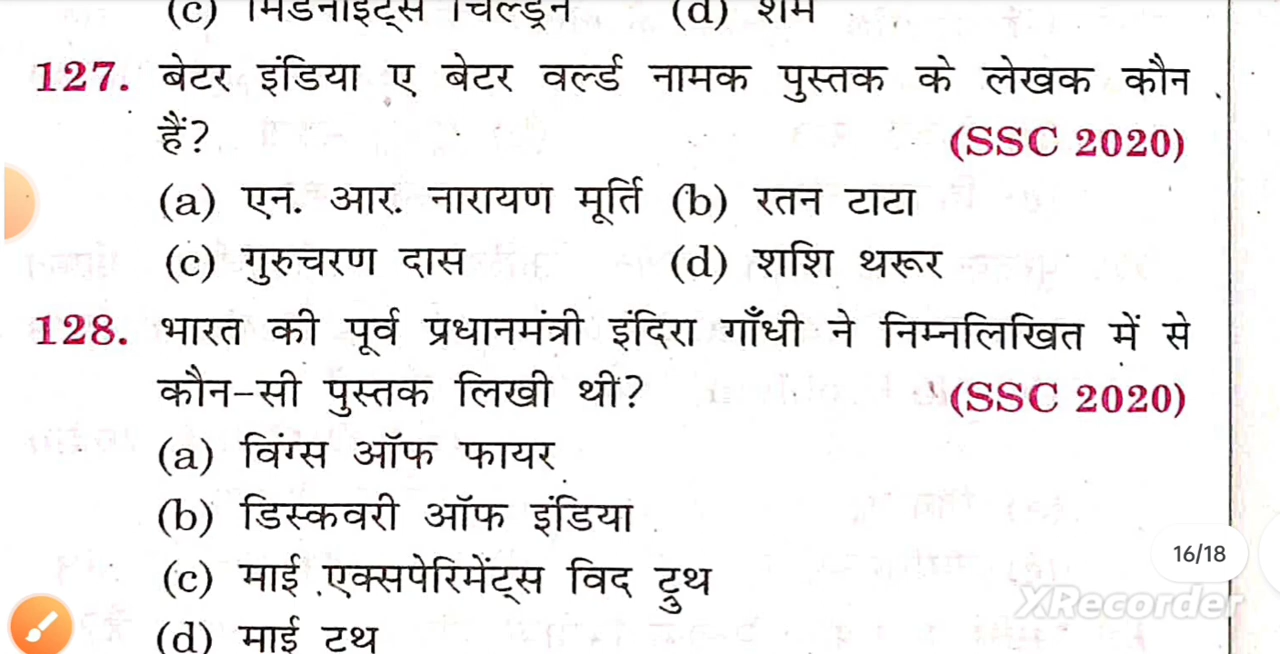 (c) मिडनाइट्स चिल्ड्रन (d) शेम
127. बेटर इंडिया ए बेटर वर्ल्ड नामक पुस्तक के लेखक कौन
हैं? (SSC 2020)
(a) एन. आर. नारायण मूर्ति (b) रतन टाटा
(c) गुरुचरण दास (d) शशि थरूर
128. भारत की पूर्व प्रधानमंत्री इंदिरा गाँधी ने निम्नलिखित में से
कौन-सी पुस्तक लिखी थी? (SSC 2020)
(a) विंग्स ऑफ फायर
(b) डिस्कवरी ऑफ इंडिया
(c) माई एक्सपेरिमेंट्स विद ट्रुथ
16/18
XRecorder
(d) माई ट्रुथ